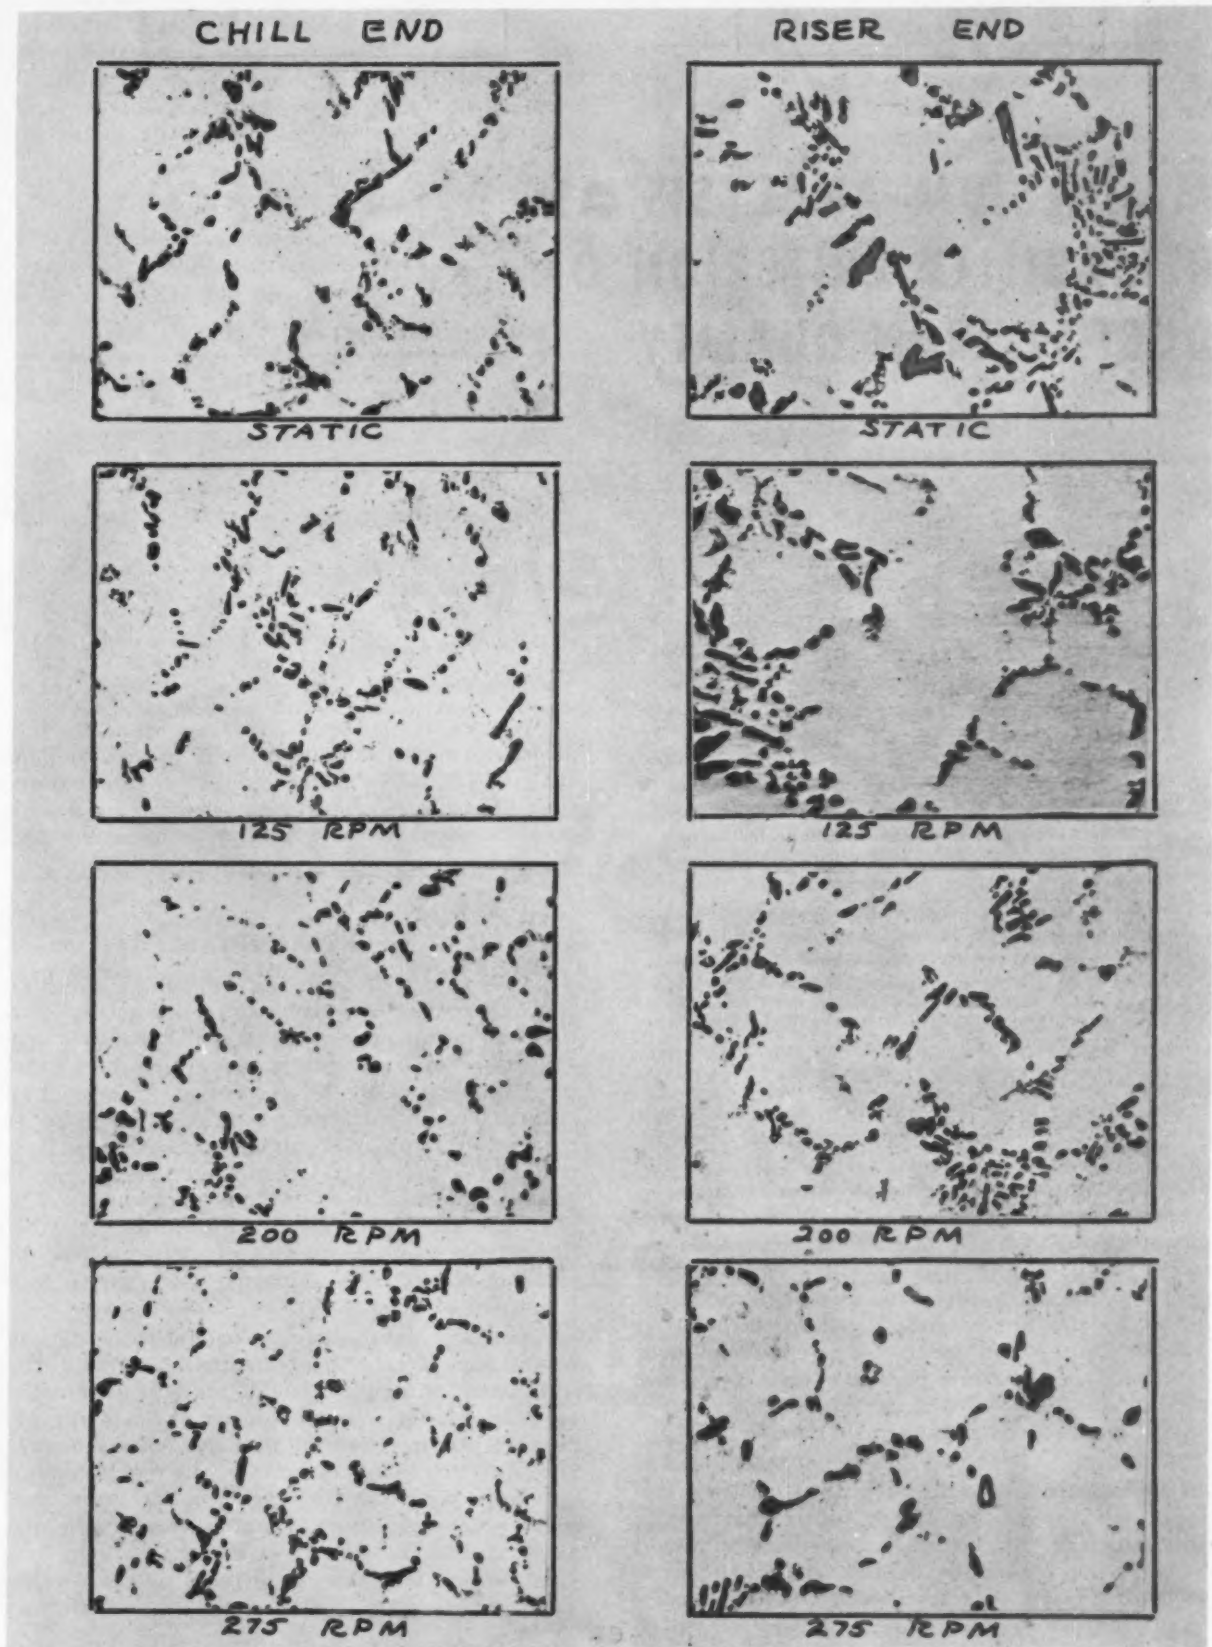 CHILL END RISER END
STATIC STATIC
125 RPM 125 RPM
200 RPM 200 RPM
275 RPM 275 RPM